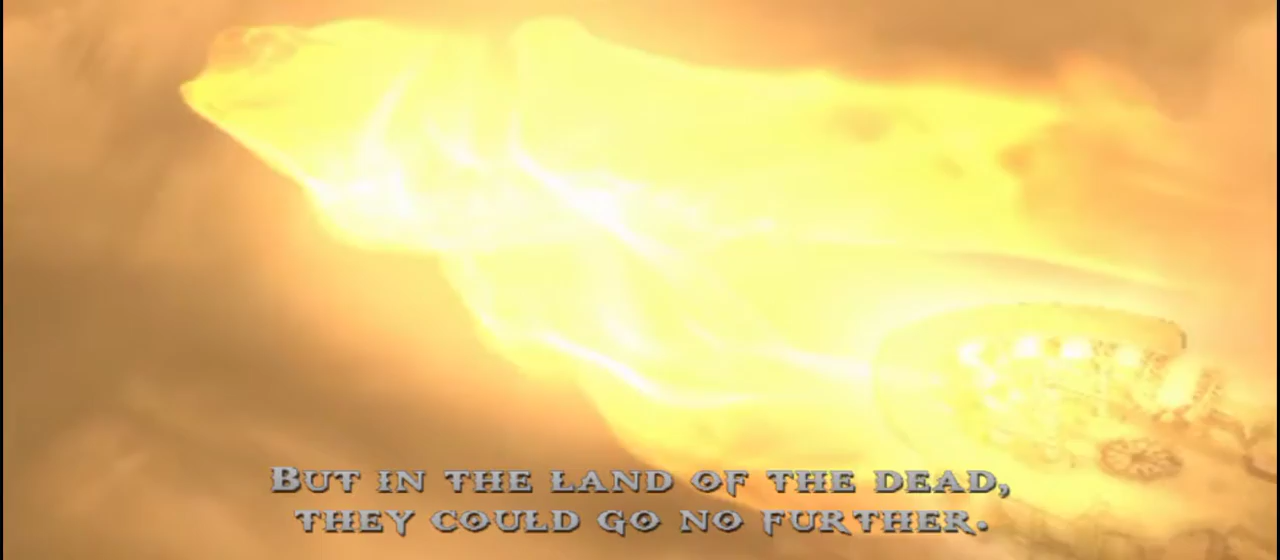 But in the land of the dead,
they could go no further.